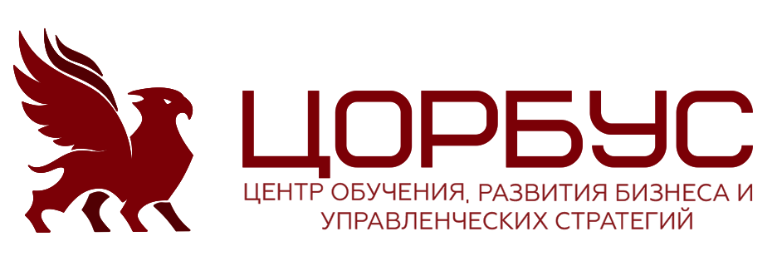 ЦОРБУС
ЦЕНТР ОБУЧЕНИЯ, РАЗВИТИЯ БИЗНЕСА И
УПРАВЛЕНЧЕСКИХ СТРАТЕГИЙ